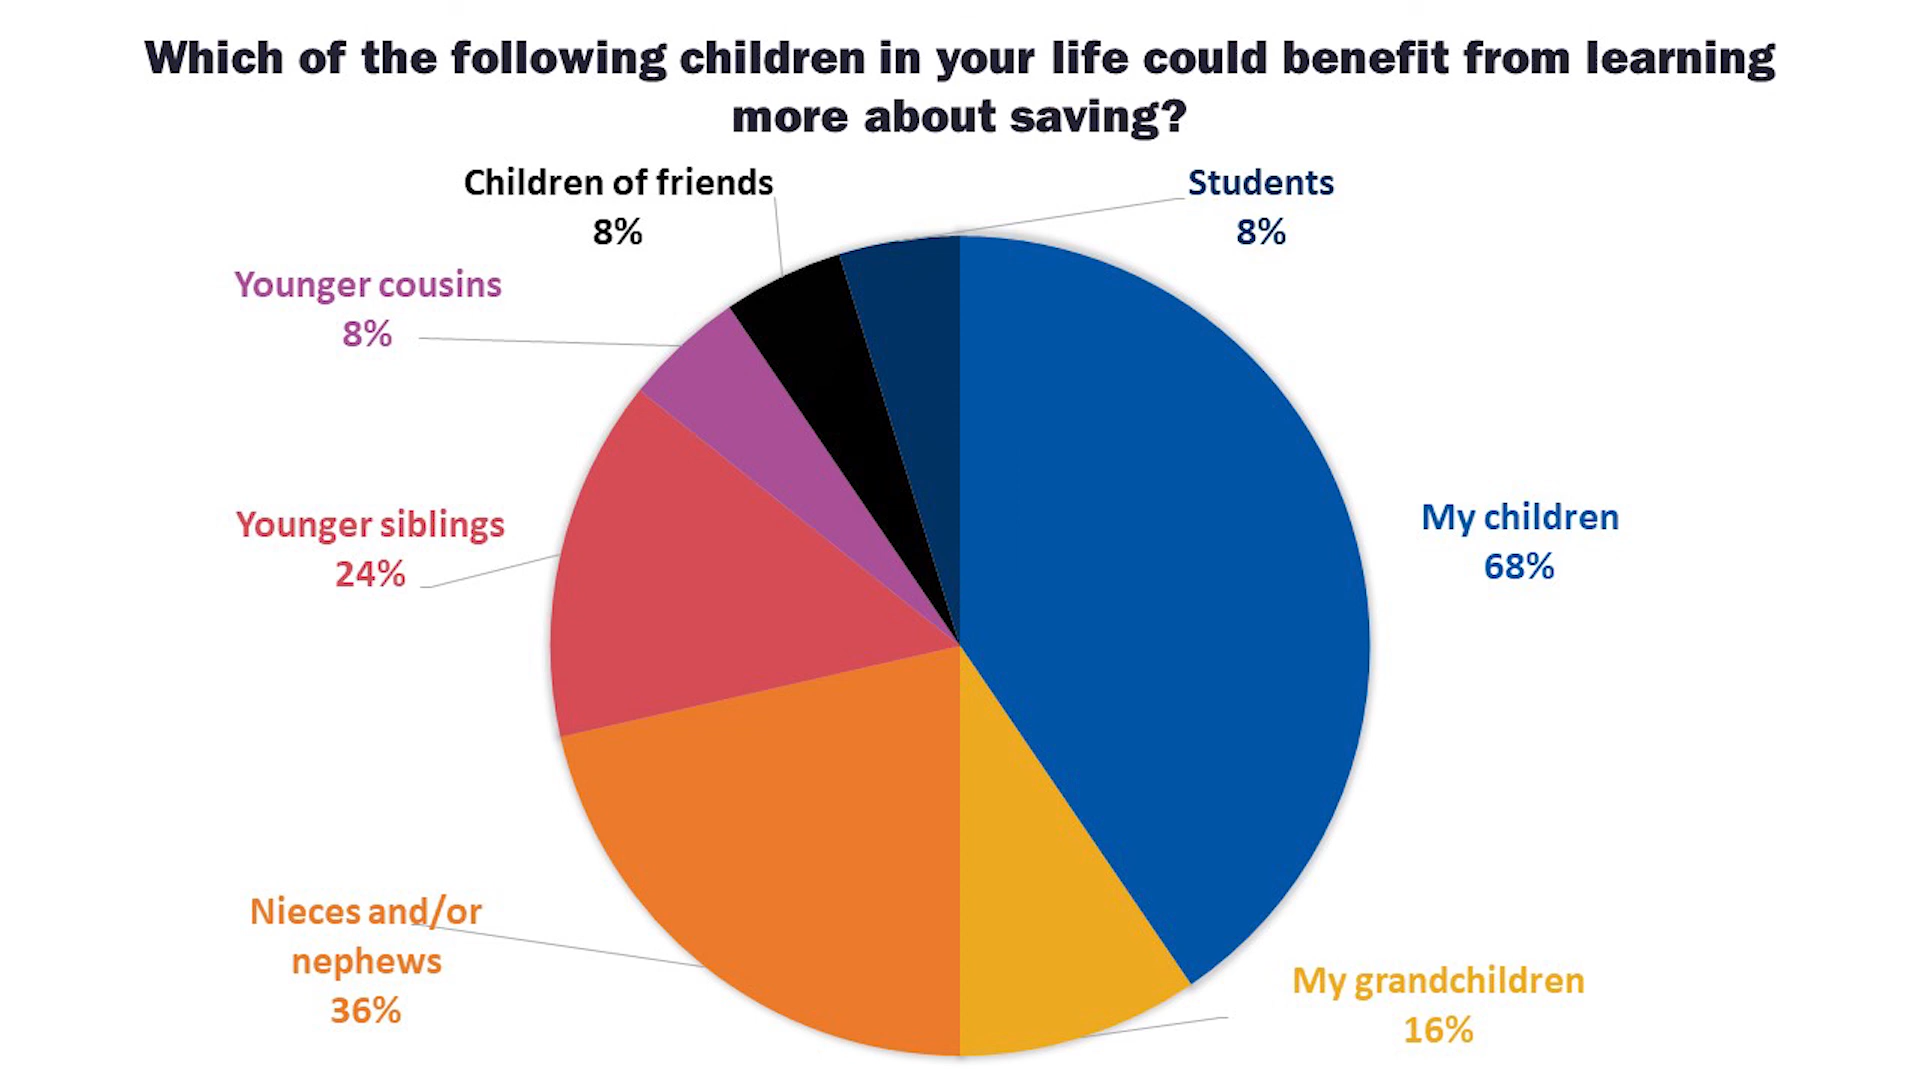 Which of the following children in your life could benefit from learning
more about saving?
Children of friends
8%
Students
8%
Younger cousins
8%
My children
68%
Younger siblings
24%
Nieces and/or
nephews
36%
My grandchildren
16%